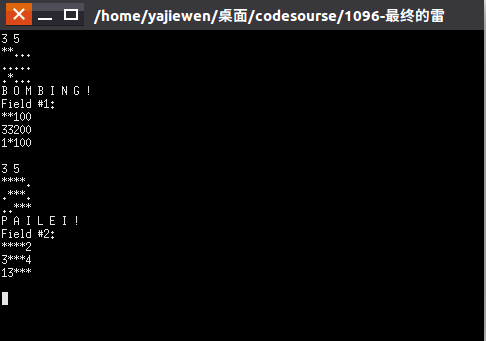 /home/yajiewen/桌面/codesourse/1096-最终的雷
3 5
**...
.....
.*...
B O M B I N G !
Field #1:
**100
33200
1*100
3 5
****.
.***.
..***
P A I L E I !
Field #2:
****2
3***4
13***